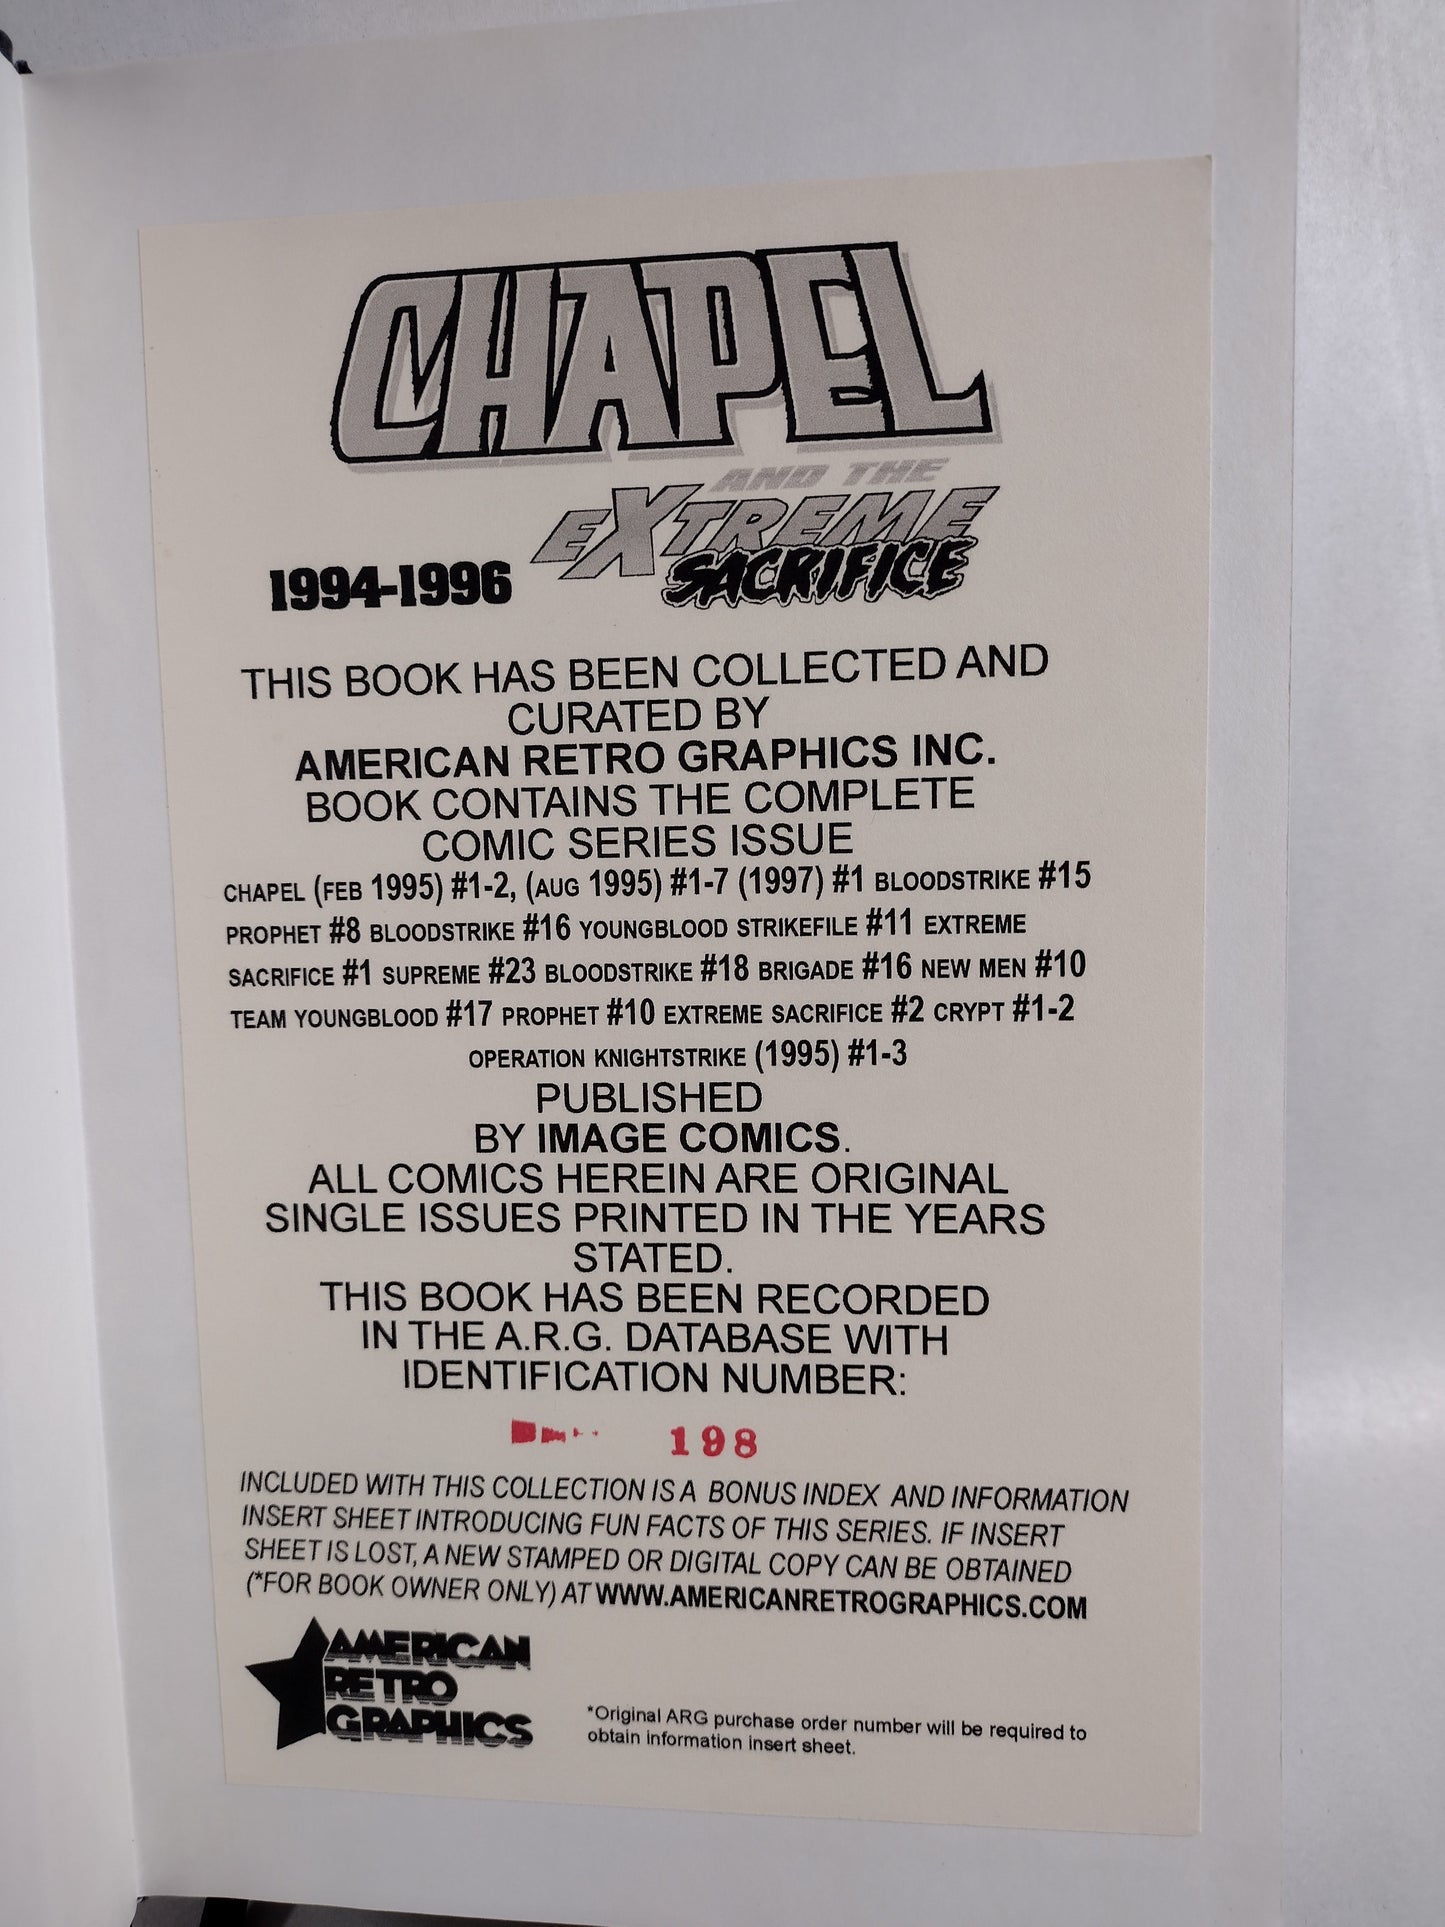 CHAPEL
AND THE
EXTREME
SACRIFICE
1994-1996
THIS BOOK HAS BEEN COLLECTED AND
CURATED BY
AMERICAN RETRO GRAPHICS INC.
BOOK CONTAINS THE COMPLETE
COMIC SERIES ISSUE
CHAPEL (FEB 1995) #1-2, (AUG 1995) #1-7 (1997) #1 BLOODSTRIKE #15
PROPHET #8 BLOODSTRIKE #16 YOUNGBLOOD STRIKEFILE #11 EXTREME
SACRIFICE #1 SUPREME #23 BLOODSTRIKE #18 BRIGADE #16 NEW MEN #10
TEAM YOUNGBLOOD #17 PROPHET #10 EXTREME SACRIFICE #2 CRYPT #1-2
OPERATION KNIGHTSTRIKE (1995) #1-3
PUBLISHED
BY IMAGE COMICS.
ALL COMICS HEREIN ARE ORIGINAL
SINGLE ISSUES PRINTED IN THE YEARS
STATED.
THIS BOOK HAS BEEN RECORDED
IN THE A.R.G. DATABASE WITH
IDENTIFICATION NUMBER:
198
INCLUDED WITH THIS COLLECTION IS A BONUS INDEX AND INFORMATION
INSERT SHEET INTRODUCING FUN FACTS OF THIS SERIES. IF INSERT
SHEET IS LOST, A NEW STAMPED OR DIGITAL COPY CAN BE OBTAINED
(*FOR BOOK OWNER ONLY) AT WWW.AMERICANRETROGRAPHICS.COM
AMERICAN
RETRO
GRAPHICS
*Original ARG purchase order number will be required to
obtain information insert sheet.